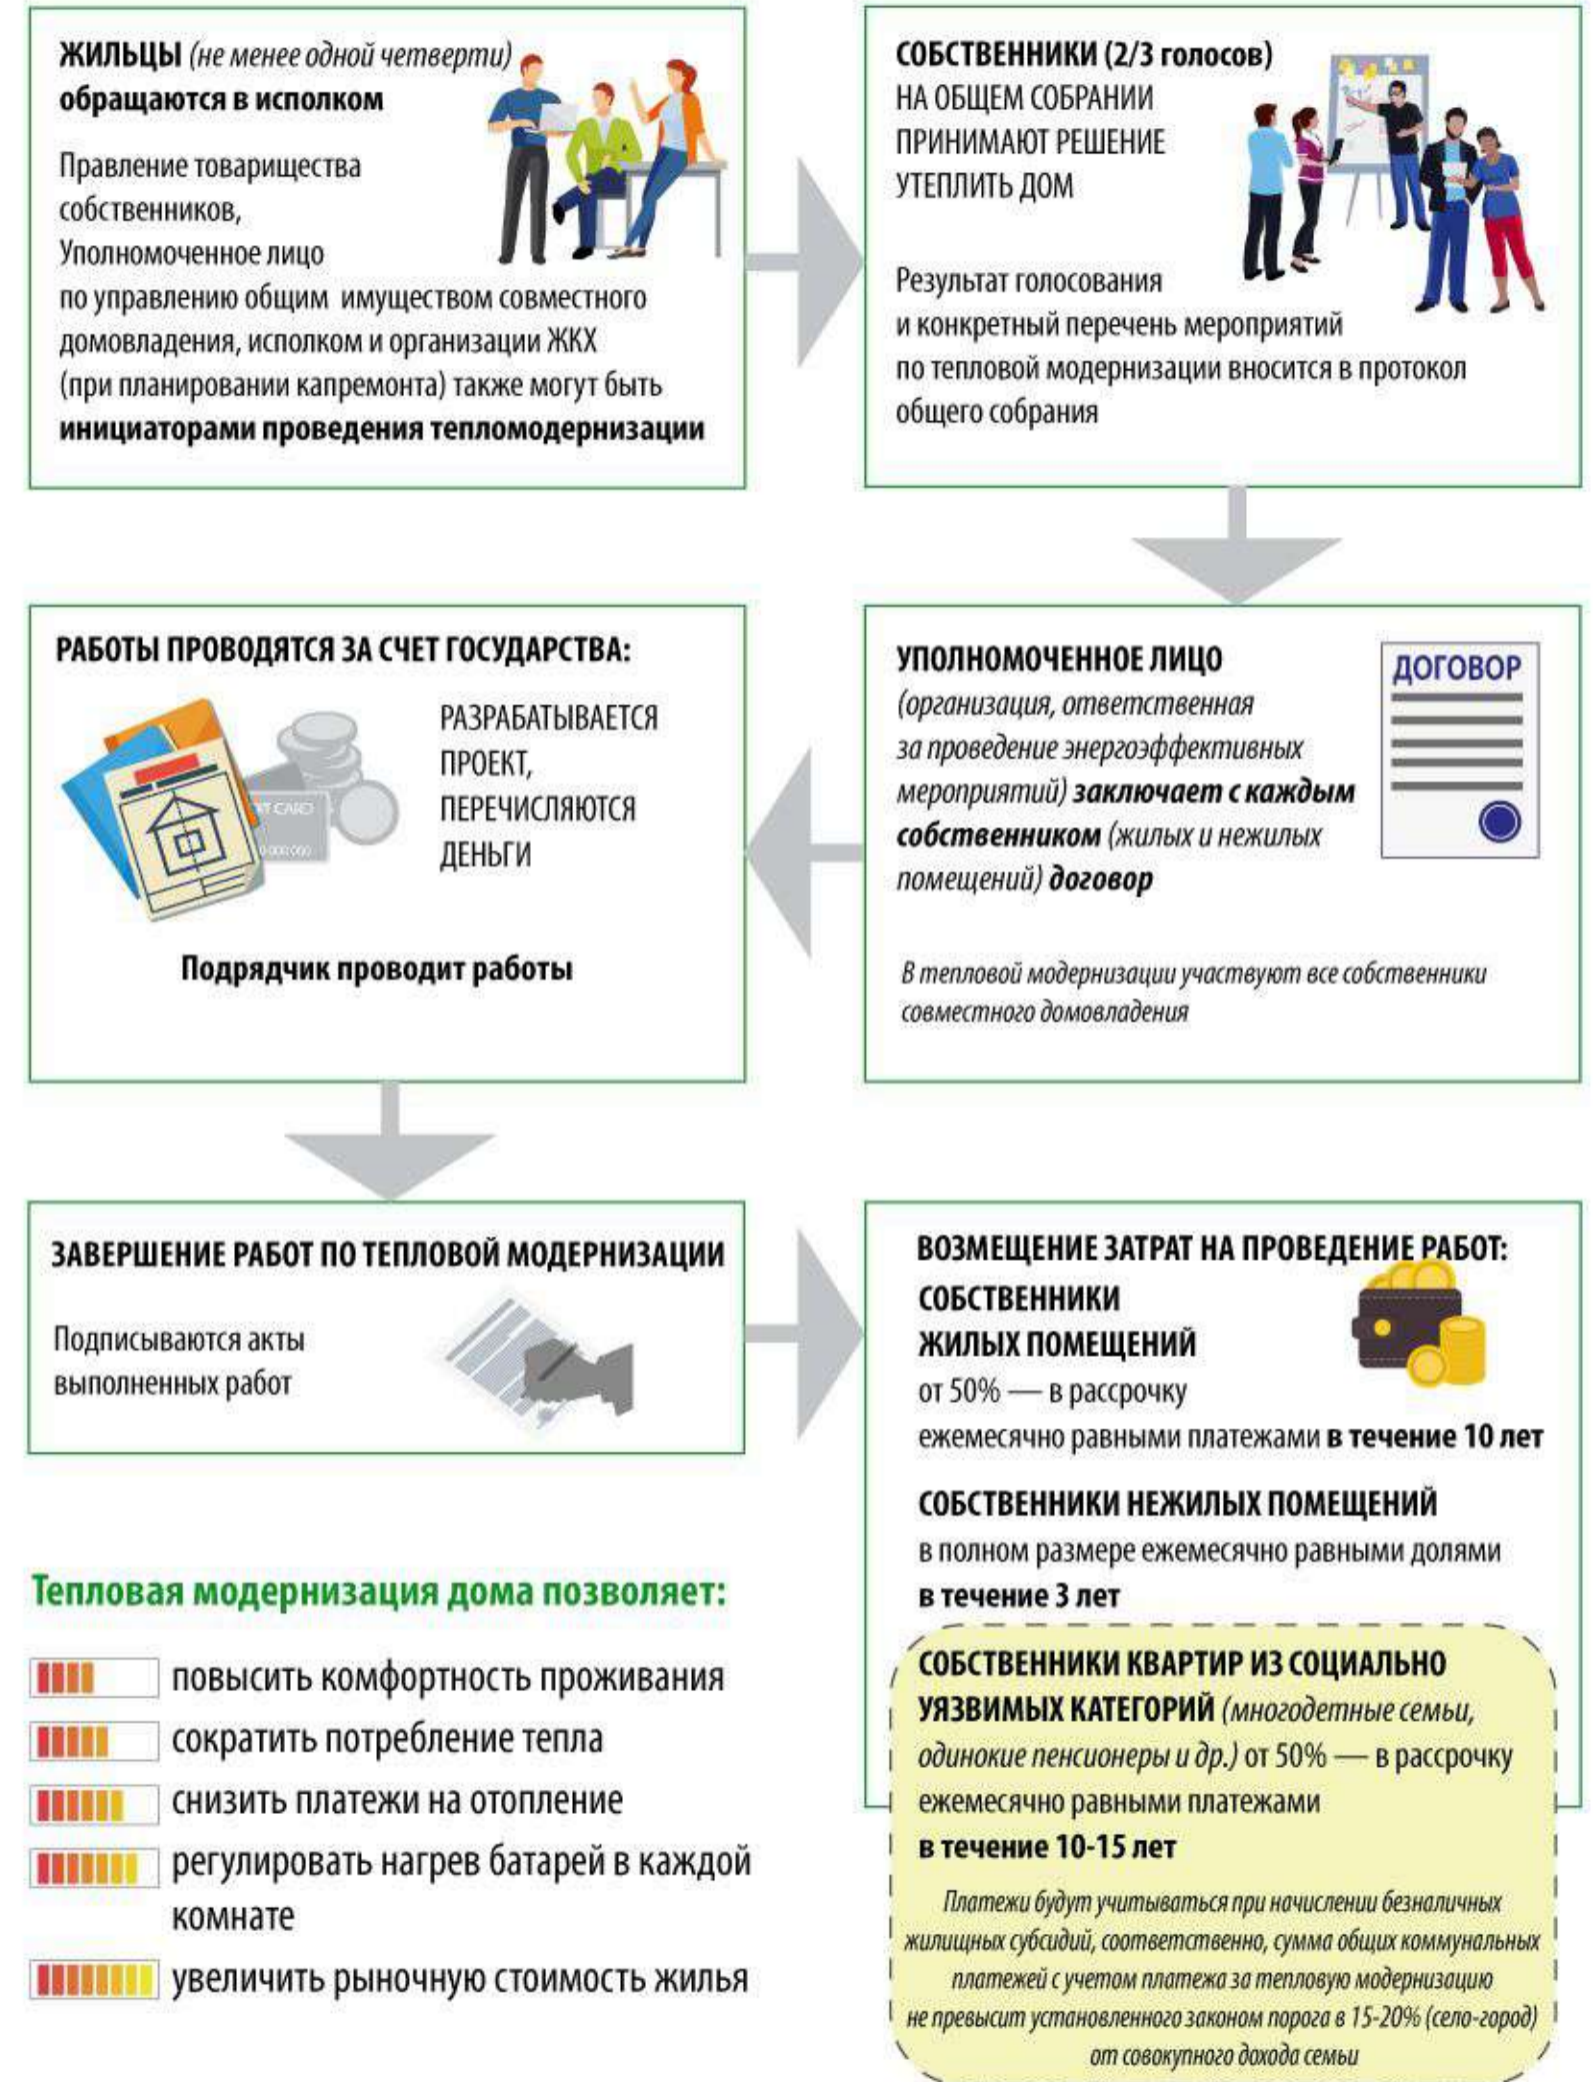 ЖИЛЬЦЫ (не менее одной четверти)
обращаются в исполком
Правление товарищества
собственников,
Уполномоченное лицо
по управлению общим имуществом совместного
домовладения, исполком и организации ЖКХ
(при планировании капремонта) также могут быть
инициаторами проведения тепломодернизации
СОБСТВЕННИКИ (2/3 голосов)
НА ОБЩЕМ СОБРАНИИ
ПРИНИМАЮТ РЕШЕНИЕ
УТЕПЛИТЬ ДОМ
Результат голосования
и конкретный перечень мероприятий
по тепловой модернизации вносится в протокол
общего собрания
УПОЛНОМОЧЕННОЕ ЛИЦО
(организация, ответственная
за проведение энергоэффективных
мероприятий) заключает с каждым
собственником (жилых и нежилых
помещений) договор
ДОГОВОР
В тепловой модернизации участвуют все собственники
совместного домовладения
РАБОТЫ ПРОВОДЯТСЯ ЗА СЧЕТ ГОСУДАРСТВА:
РАЗРАБАТЫВАЕТСЯ
ПРОЕКТ,
ПЕРЕЧИСЛЯЮТСЯ
ДЕНЬГИ
CARD
Подрядчик проводит работы
ЗАВЕРШЕНИЕ РАБОТ ПО ТЕПЛОВОЙ МОДЕРНИЗАЦИИ
Подписываются акты
выполненных работ
ВОЗМЕЩЕНИЕ ЗАТРАТ НА ПРОВЕДЕНИЕ РАБОТ:
СОБСТВЕННИКИ
ЖИЛЫХ ПОМЕЩЕНИЙ
от 50% — в рассрочку
ежемесячно равными платежами в течение 10 лет
СОБСТВЕННИКИ НЕЖИЛЫХ ПОМЕЩЕНИЙ
в полном размере ежемесячно равными долями
в течение 3 лет
СОБСТВЕННИКИ КВАРТИР ИЗ СОЦИАЛЬНО
УЯЗВИМЫХ КАТЕГОРИЙ (многодетные семьи,
одинокие пенсионеры и др.) от 50% — в рассрочку
ежемесячно равными платежами
в течение 10-15 лет
Платежи будут учитываться при начислении безналичных
жилищных субсидий, соответственно, сумма общих коммунальных
платежей с учетом платежа за тепловую модернизацию
не превысит установленного законом порога в 15-20% (село-город)
от совокупного дохода семьи
Тепловая модернизация дома позволяет:
повысить комфортность проживания
сократить потребление тепла
снизить платежи на отопление
регулировать нагрев батарей в каждой
комнате
увеличить рыночную стоимость жилья